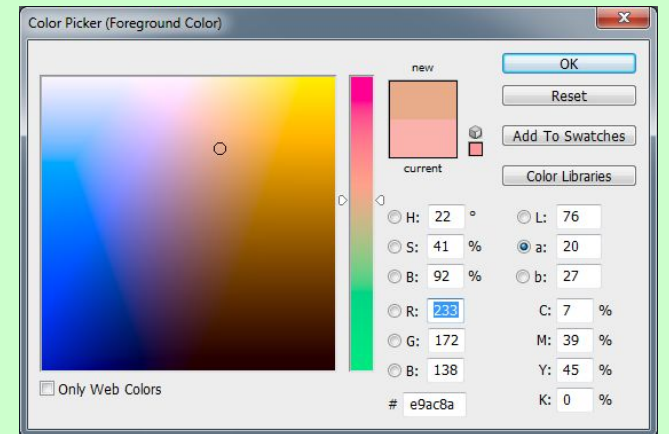 Color Picker (Foreground Color)
new
current
OK
Reset
Add To Swatches
Color Libraries
H: 22 °
S: 41 %
B: 92 %
R: 233
G: 172
B: 138
# e9ac8a
L: 76
a: 20
b: 27
C: 7 %
M: 39 %
Y: 45 %
K: 0 %
Only Web Colors